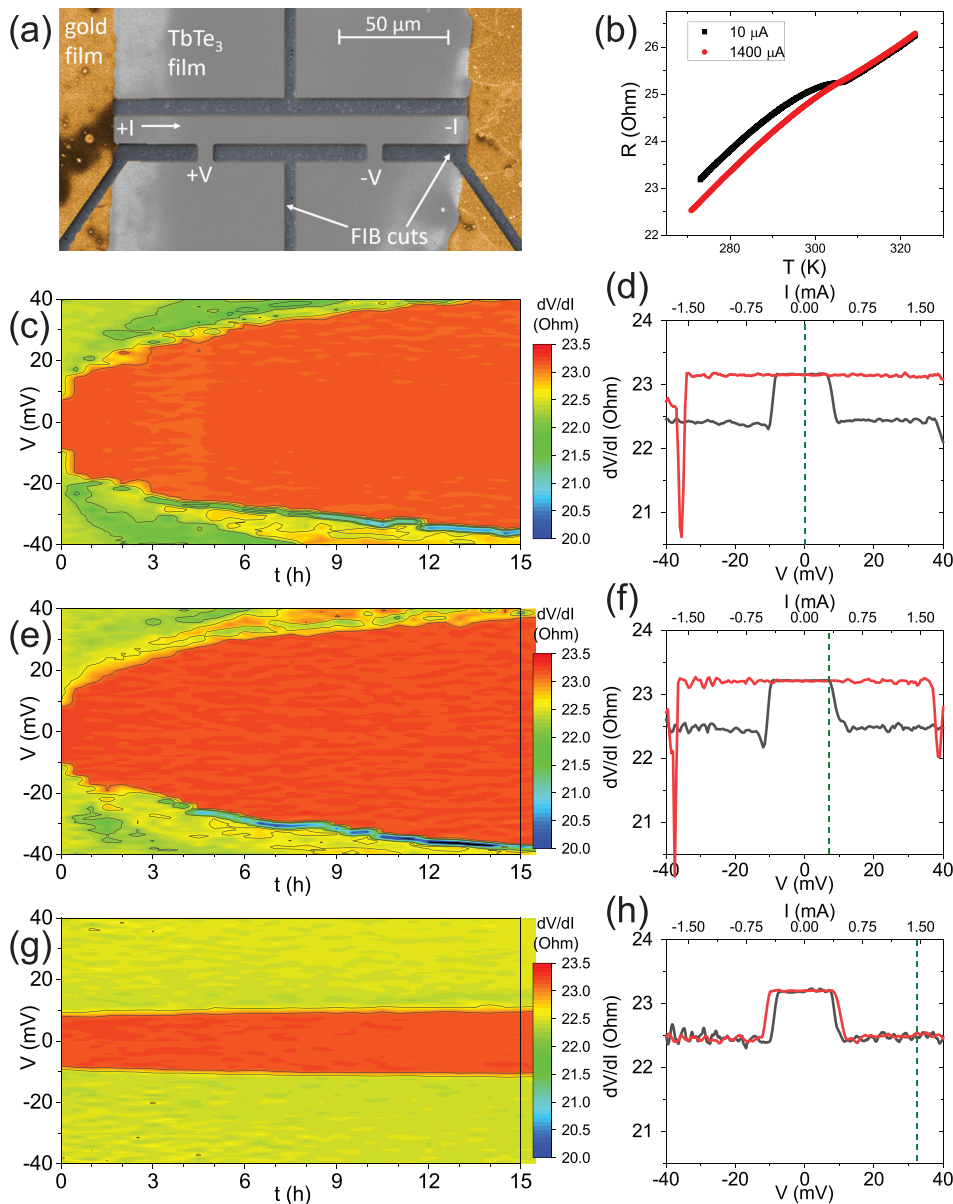 (a)
gold
film
TbTe3
film
50 µm
+I
-I
+V
-V
FIB cuts
(b)
10 µA
1400 µA
R (Ohm)
26
25
24
23
22
280
300
320
T (K)
(c)
V (mV)
40
20
0
-20
-40
0
3
6
9
12
15
t (h)
dV/dI
(Ohm)
23.5
23.0
22.5
22.0
21.5
21.0
20.5
20.0
(d)
I (mA)
-1.50
-0.75
0.00
0.75
1.50
dV/dI (Ohm)
24
23
22
21
-40
-20
0
20
40
V (mV)
(e)
V (mV)
40
20
0
-20
-40
0
3
6
9
12
15
t (h)
dV/dI
(Ohm)
23.5
23.0
22.5
22.0
21.5
21.0
20.5
20.0
(f)
I (mA)
-1.50
-0.75
0.00
0.75
1.50
dV/dI (Ohm)
24
23
22
21
-40
-20
0
20
40
V (mV)
(g)
V (mV)
40
20
0
-20
-40
0
3
6
9
12
15
t (h)
dV/dI
(Ohm)
23.5
23.0
22.5
22.0
21.5
21.0
20.5
20.0
(h)
I (mA)
-1.50
-0.75
0.00
0.75
1.50
dV/dI (Ohm)
24
23
22
21
-40
-20
0
20
40
V (mV)